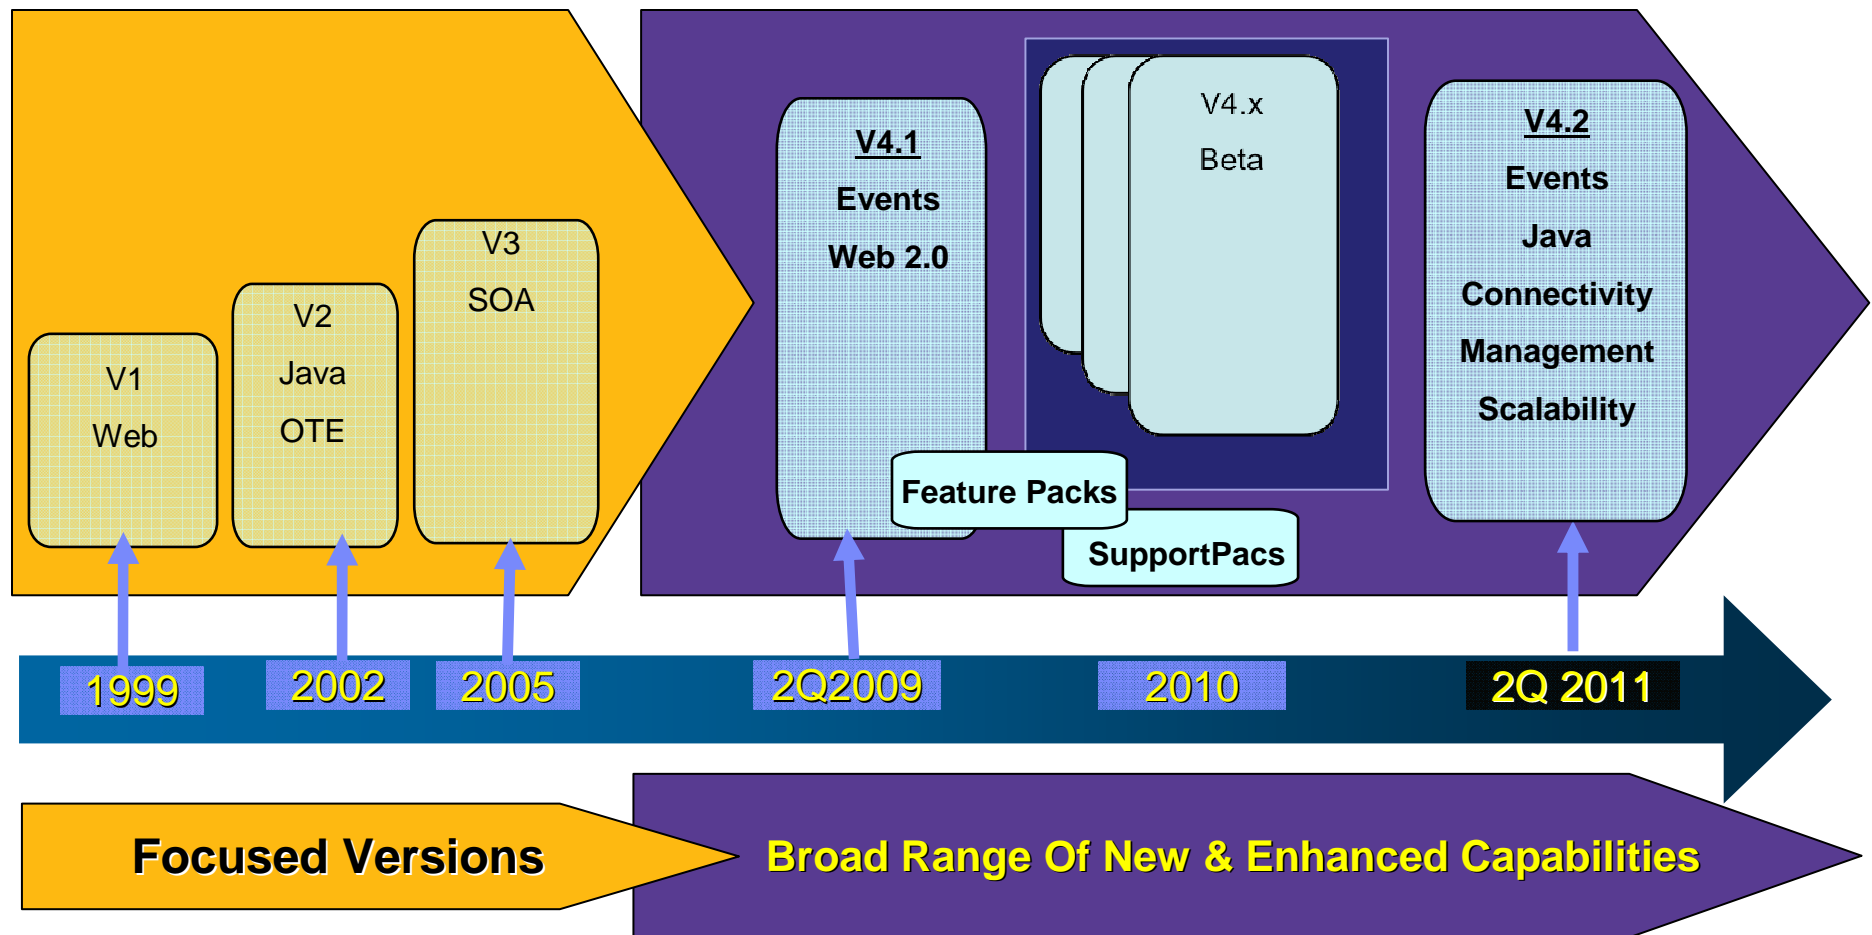 V1
Web
V2
Java
OTE
V3
SOA
V4.1
Events
Web 2.0
V4.x
Beta
V4.2
Events
Java
Connectivity
Management
Scalability
Feature Packs
SupportPacs
1999
2002
2005
2Q2009
2010
2Q 2011
Focused Versions
Broad Range Of New & Enhanced Capabilities